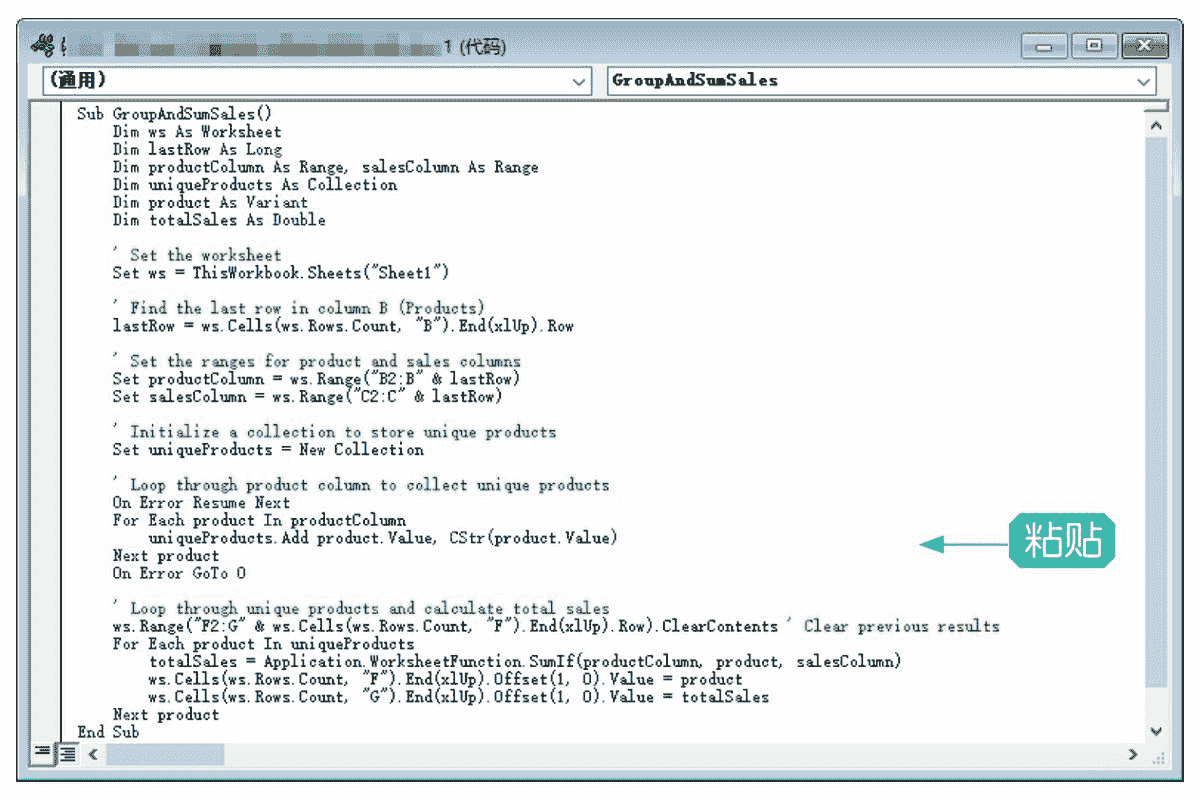 1 (代码)
(通用)
GroupAndSumSales
Sub GroupAndSumSales()
Dim ws As Worksheet
Dim lastRow As Long
Dim productColumn As Range, salesColumn As Range
Dim uniqueProducts As Collection
Dim product As Variant
Dim totalSales As Double
' Set the worksheet
Set ws = ThisWorkbook.Sheets("Sheet1")
' Find the last row in column B (Products)
lastRow = ws.Cells(ws.Rows.Count, "B").End(xlUp).Row
' Set the ranges for product and sales columns
Set productColumn = ws.Range("B2:B" & lastRow)
Set salesColumn = ws.Range("C2:C" & lastRow)
' Initialize a collection to store unique products
Set uniqueProducts = New Collection
' Loop through product column to collect unique products
On Error Resume Next
For Each product In productColumn
uniqueProducts.Add product.Value, CStr(product.Value)
Next product
On Error GoTo 0
粘贴
' Loop through unique products and calculate total sales
ws.Range("F2:G" & ws.Cells(ws.Rows.Count, "F").End(xlUp).Row).ClearContents ' Clear previous results
For Each product In uniqueProducts
totalSales = Application.WorksheetFunction.SumIf(productColumn, product, salesColumn)
ws.Cells(ws.Rows.Count, "F").End(xlUp).Offset(1, 0).Value = product
ws.Cells(ws.Rows.Count, "G").End(xlUp).Offset(1, 0).Value = totalSales
Next product
End Sub